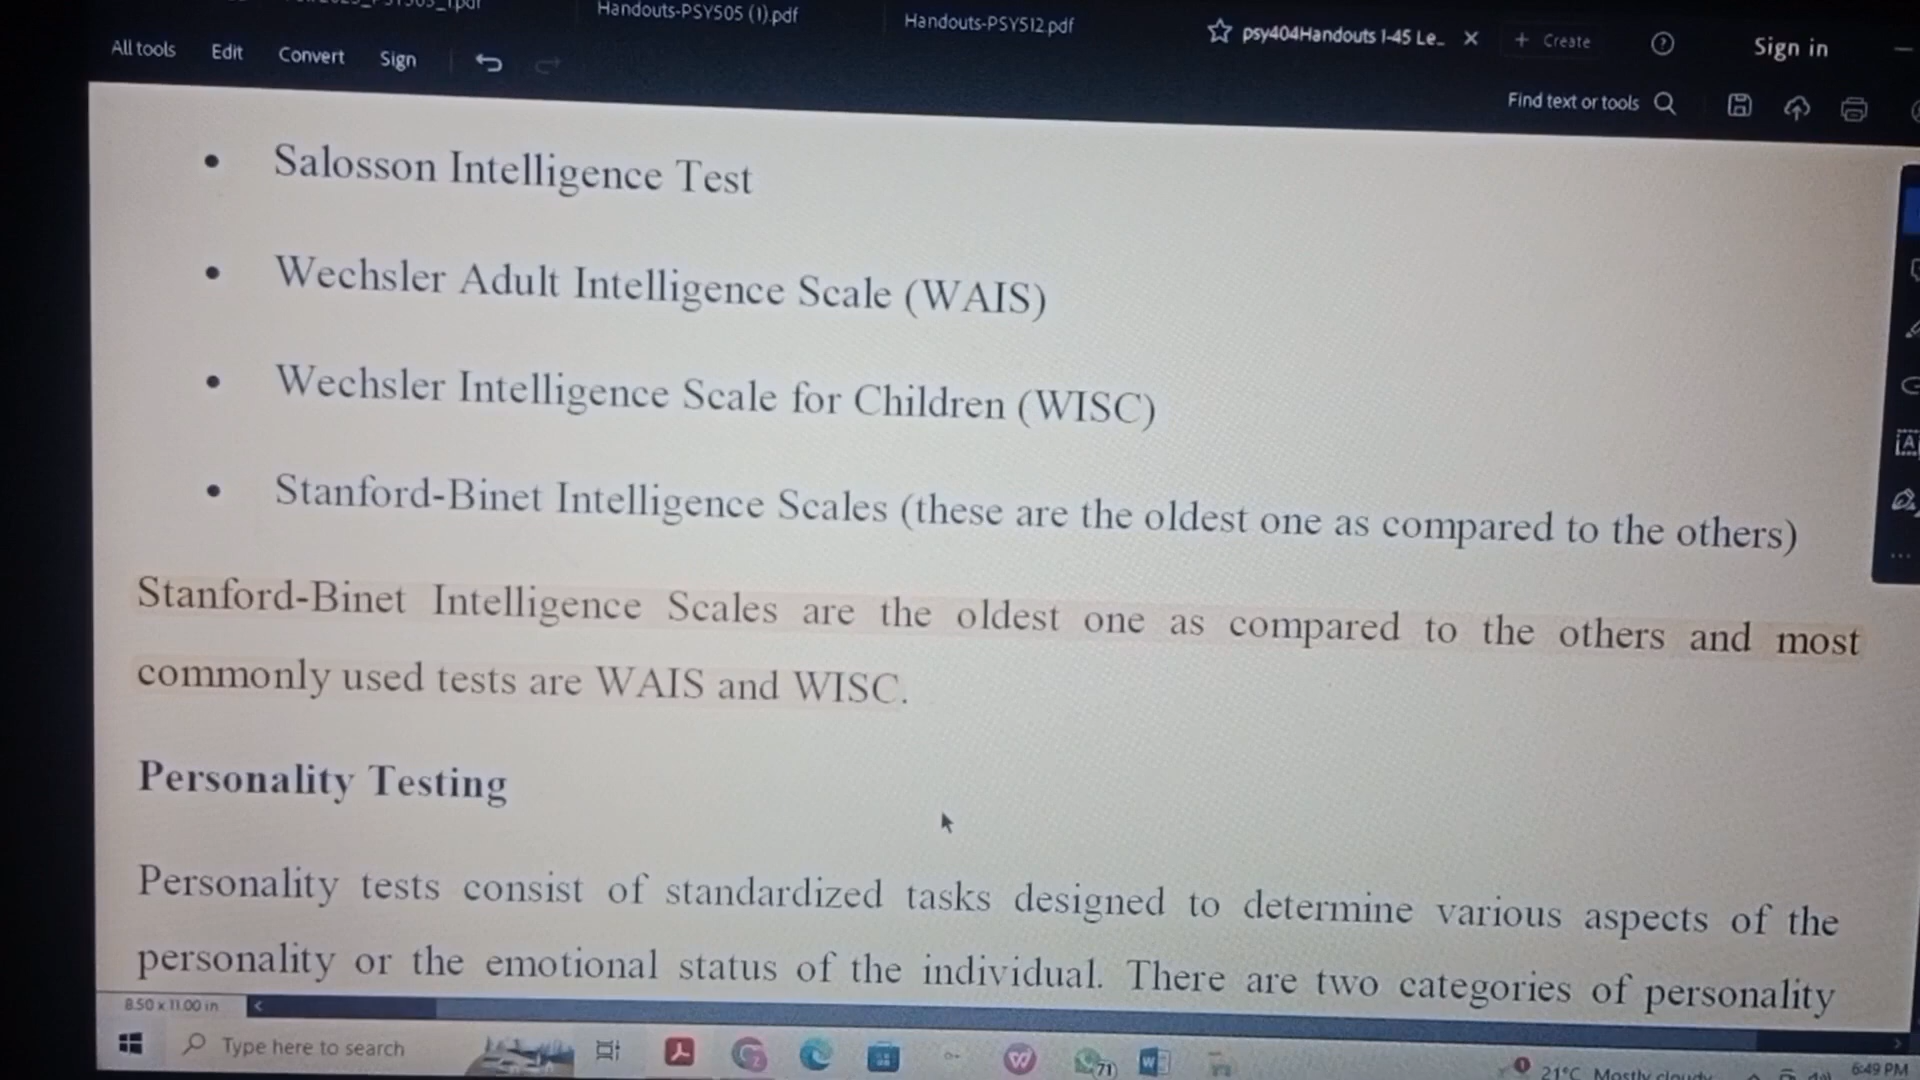 Handouts-PSY505 (1).pdf
Handouts-PSY512.pdf
psy404Handouts 1-45 Le...
Create
Sign in
All tools
Edit
Convert
Sign
Find text or tools
• Salosson Intelligence Test
• Wechsler Adult Intelligence Scale (WAIS)
• Wechsler Intelligence Scale for Children (WISC)
• Stanford-Binet Intelligence Scales (these are the oldest one as compared to the others)
Stanford-Binet Intelligence Scales are the oldest one as compared to the others and most
commonly used tests are WAIS and WISC.
Personality Testing
Personality tests consist of standardized tasks designed to determine various aspects of the
personality or the emotional status of the individual. There are two categories of personality
8.50 x 11.00 in
Type here to search
71
21°C Mostly cloudy
6:49 PM